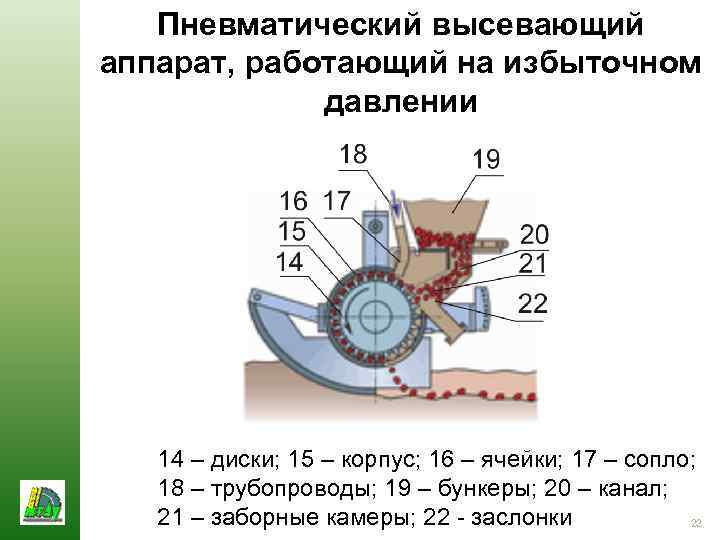 Пневматический высевающий
аппарат, работающий на избыточном
давлении
18
19
16 17
15
14
20
21
22
14 – диски; 15 – корпус; 16 – ячейки; 17 – сопло;
18 – трубопроводы; 19 – бункеры; 20 – канал;
21 – заборные камеры; 22 - заслонки
22